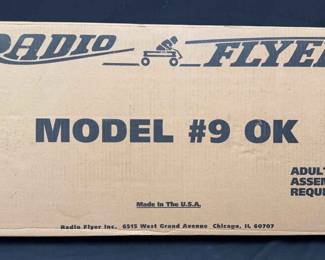 RADIO FLYER
MODEL #9 OK
ADULT
ASSEM
REQUI
Made In The U.S.A.
Radio Flyer Inc. 6515 West Grand Avenue Chicago, IL 60707